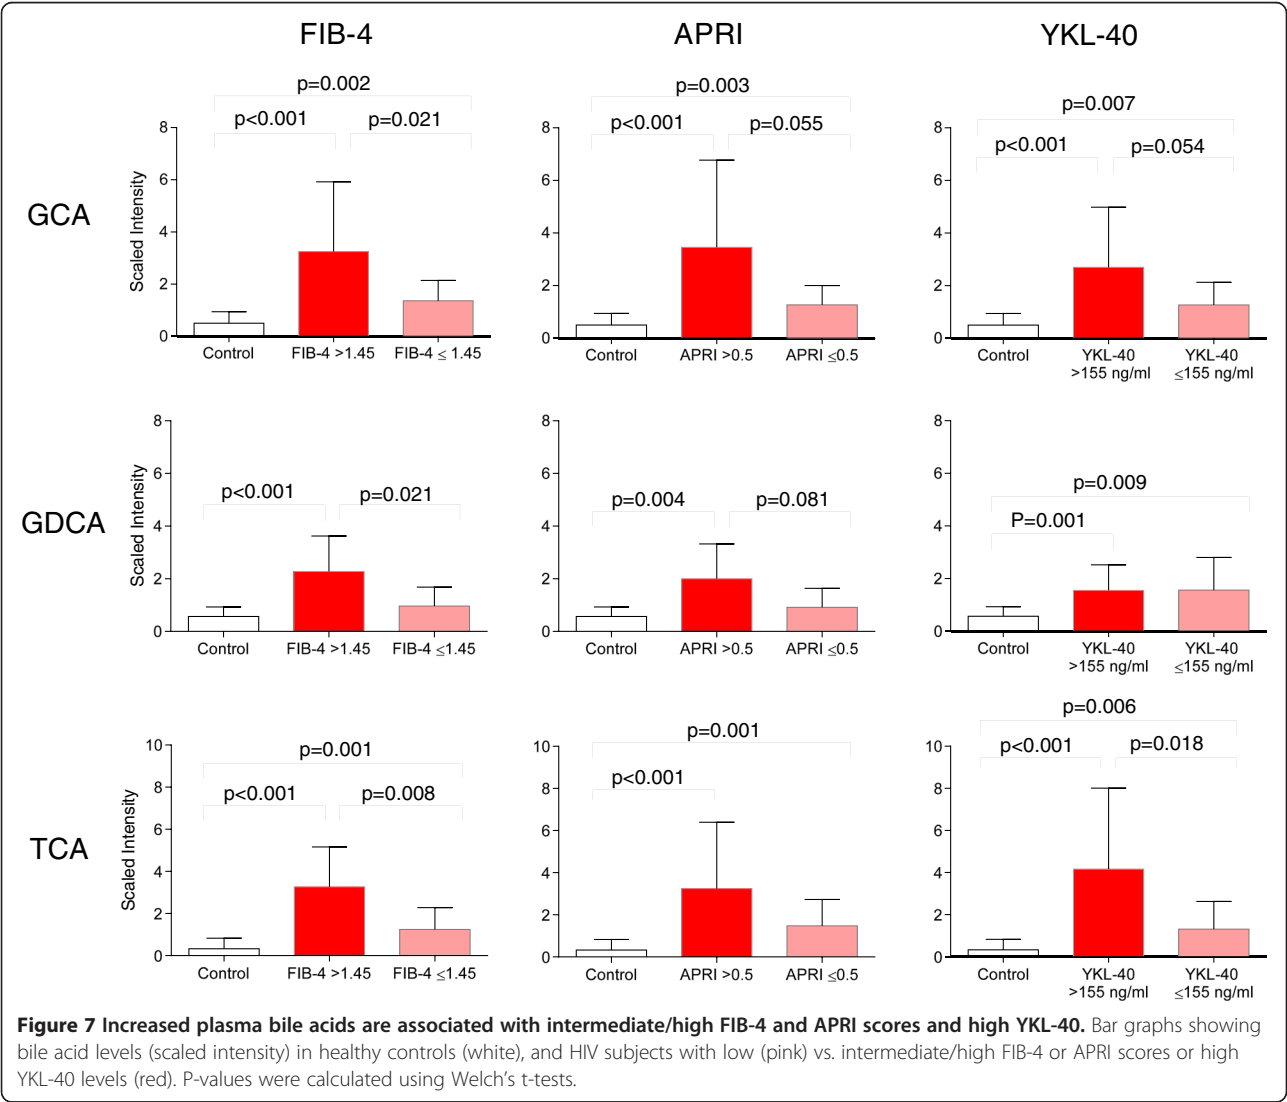 FIB-4 APRI YKL-40
GCA
p=0.002
p<0.001 p=0.021
Scaled Intensity
8
6
4
2
0
Control FIB-4 >1.45 FIB-4 ≤ 1.45
p=0.003
p<0.001 p=0.055
8
6
4
2
0
Control APRI >0.5 APRI ≤0.5
p=0.007
p<0.001 p=0.054
8
6
4
2
0
Control YKL-40 YKL-40
>155 ng/ml ≤155 ng/ml
GDCA
p<0.001 p=0.021
Scaled Intensity
8
6
4
2
0
Control FIB-4 >1.45 FIB-4 ≤1.45
p=0.004 p=0.081
8
6
4
2
0
Control APRI >0.5 APRI ≤0.5
p=0.009
P=0.001
8
6
4
2
0
Control YKL-40 YKL-40
>155 ng/ml ≤155 ng/ml
TCA
p=0.001
p<0.001 p=0.008
Scaled Intensity
10
8
6
4
2
0
Control FIB-4 >1.45 FIB-4 ≤1.45
p=0.001
p<0.001
10
8
6
4
2
0
Control APRI >0.5 APRI ≤0.5
p=0.006
p<0.001 p=0.018
10
8
6
4
2
0
Control YKL-40 YKL-40
>155 ng/ml ≤155 ng/ml
Figure 7 Increased plasma bile acids are associated with intermediate/high FIB-4 and APRI scores and high YKL-40. Bar graphs showing
bile acid levels (scaled intensity) in healthy controls (white), and HIV subjects with low (pink) vs. intermediate/high FIB-4 or APRI scores or high
YKL-40 levels (red). P-values were calculated using Welch's t-tests.